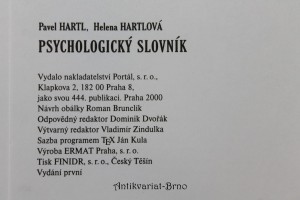 Pavel HARTL, Helena HARTLOVÁ
PSYCHOLOGICKÝ SLOVNÍK
Vydalo nakladatelství Portál, s. r. o.,
Klapkova 2, 182 00 Praha 8,
jako svou 444. publikaci. Praha 2000
Návrh obálky Roman Brunclík
Odpovědný redaktor Dominik Dvořák
Výtvarný redaktor Vladimír Zindulka
Sazba programem TEX Ján Kula
Výroba ERMAT Praha, s. r. o.
Tisk FINIDR, s. r. o., Český Těšín
Vydání první
Antikvariat-Brno